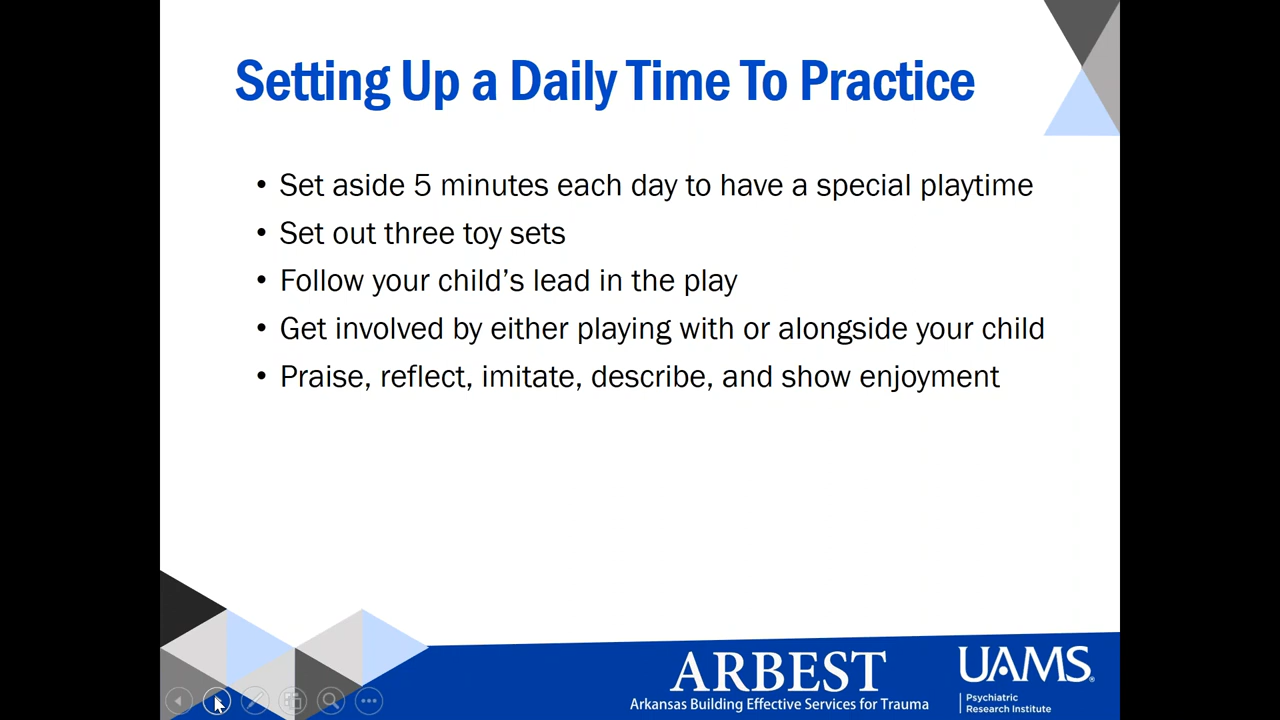 Setting Up a Daily Time To Practice
• Set aside 5 minutes each day to have a special playtime
• Set out three toy sets
• Follow your child's lead in the play
• Get involved by either playing with or alongside your child
• Praise, reflect, imitate, describe, and show enjoyment
ARBEST
Arkansas Building Effective Services for Trauma
UAMS®
Psychiatric
Research Institute